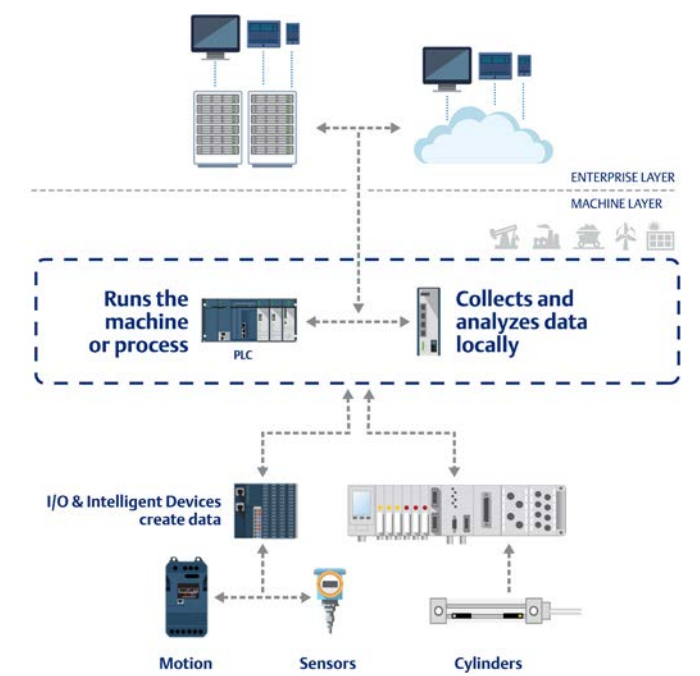 ENTERPRISE LAYER
MACHINE LAYER
Runs the
machine
or process
PLC
Collects and
analyzes data
locally
I/O & Intelligent Devices
create data
Motion
Sensors
Cylinders